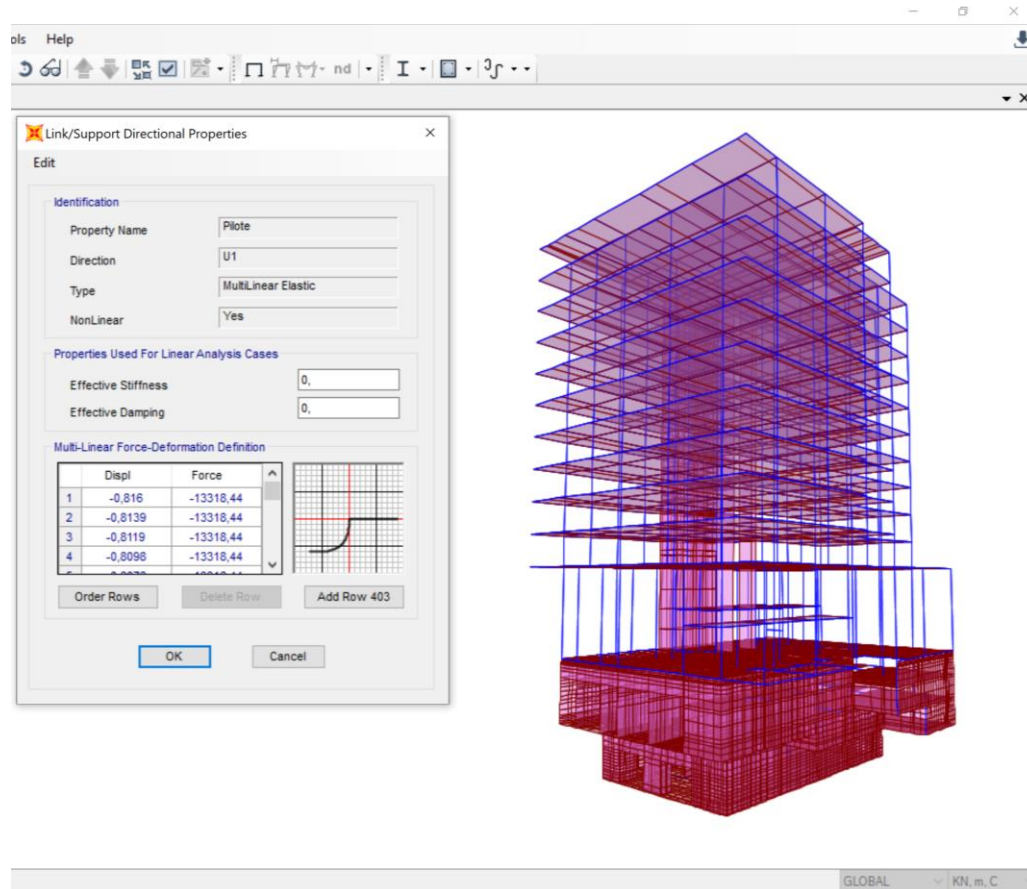 ols Help
nd
Link/Support Directional Properties
Edit
Identification
Property Name Pilote
Direction U1
Type MultiLinear Elastic
NonLinear Yes
Properties Used For Linear Analysis Cases
Effective Stiffness 0,
Effective Damping 0,
Multi-Linear Force-Deformation Definition
Displ Force
1 -0,816 -13318,44
2 -0,8139 -13318,44
3 -0,8119 -13318,44
4 -0,8098 -13318,44
Order Rows Delete Row Add Row 403
OK Cancel
GLOBAL KN, m, C